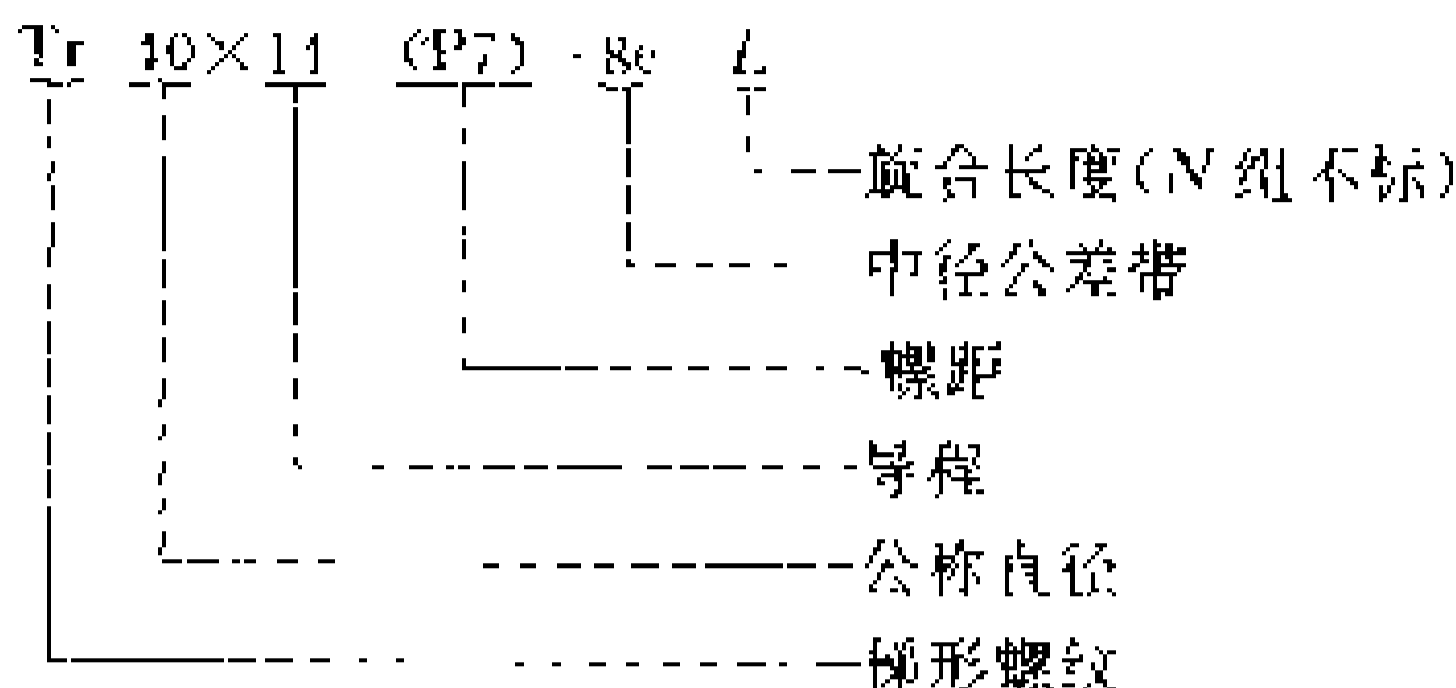 Tr 40×14 (P7) - 8e L
旋合长度(N组不标)
中径公差带
螺距
导程
公称直径
梯形螺纹